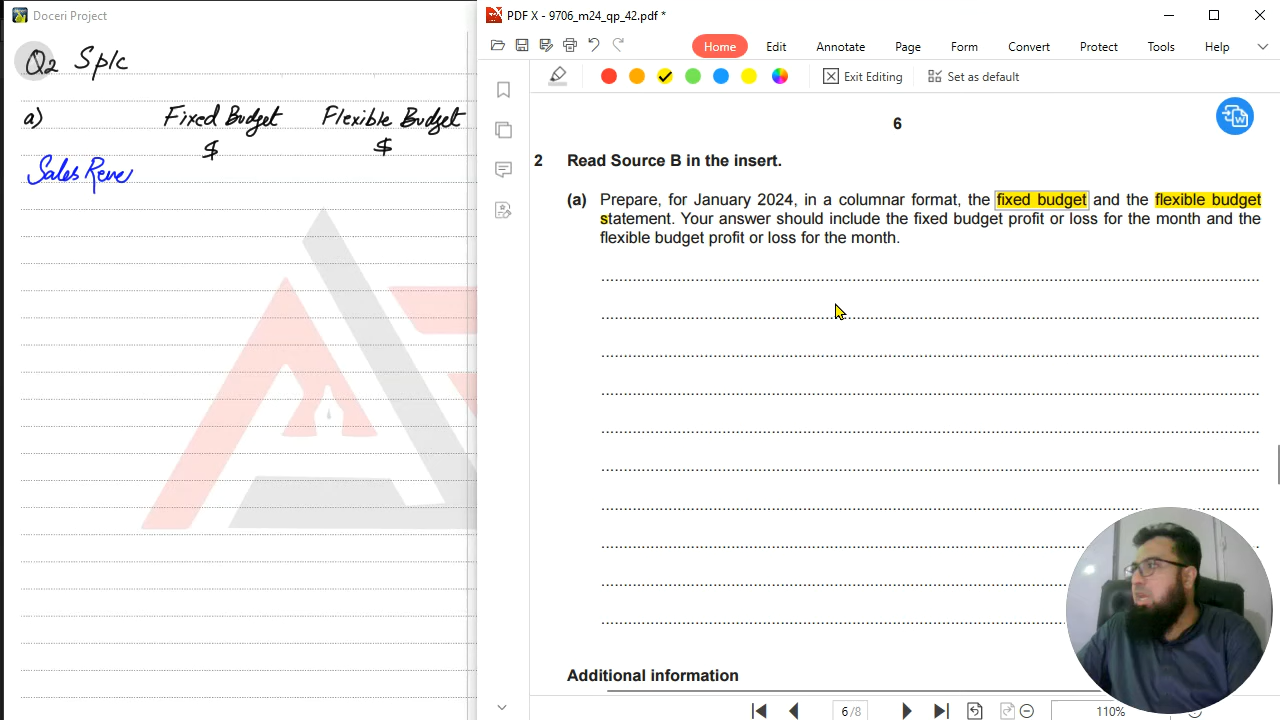 Doceri Project
Q2 Splc
a) Fixed Budget Flexible Budget
$ $
Sales Reve
PDF X - 9706_m24_qp_42.pdf *
Home Edit Annotate Page Form Convert Protect Tools Help
Exit Editing Set as default
6
2 Read Source B in the insert.
(a) Prepare, for January 2024, in a columnar format, the fixed budget and the flexible budget
statement. Your answer should include the fixed budget profit or loss for the month and the
flexible budget profit or loss for the month.
Additional information
6 /8
110%